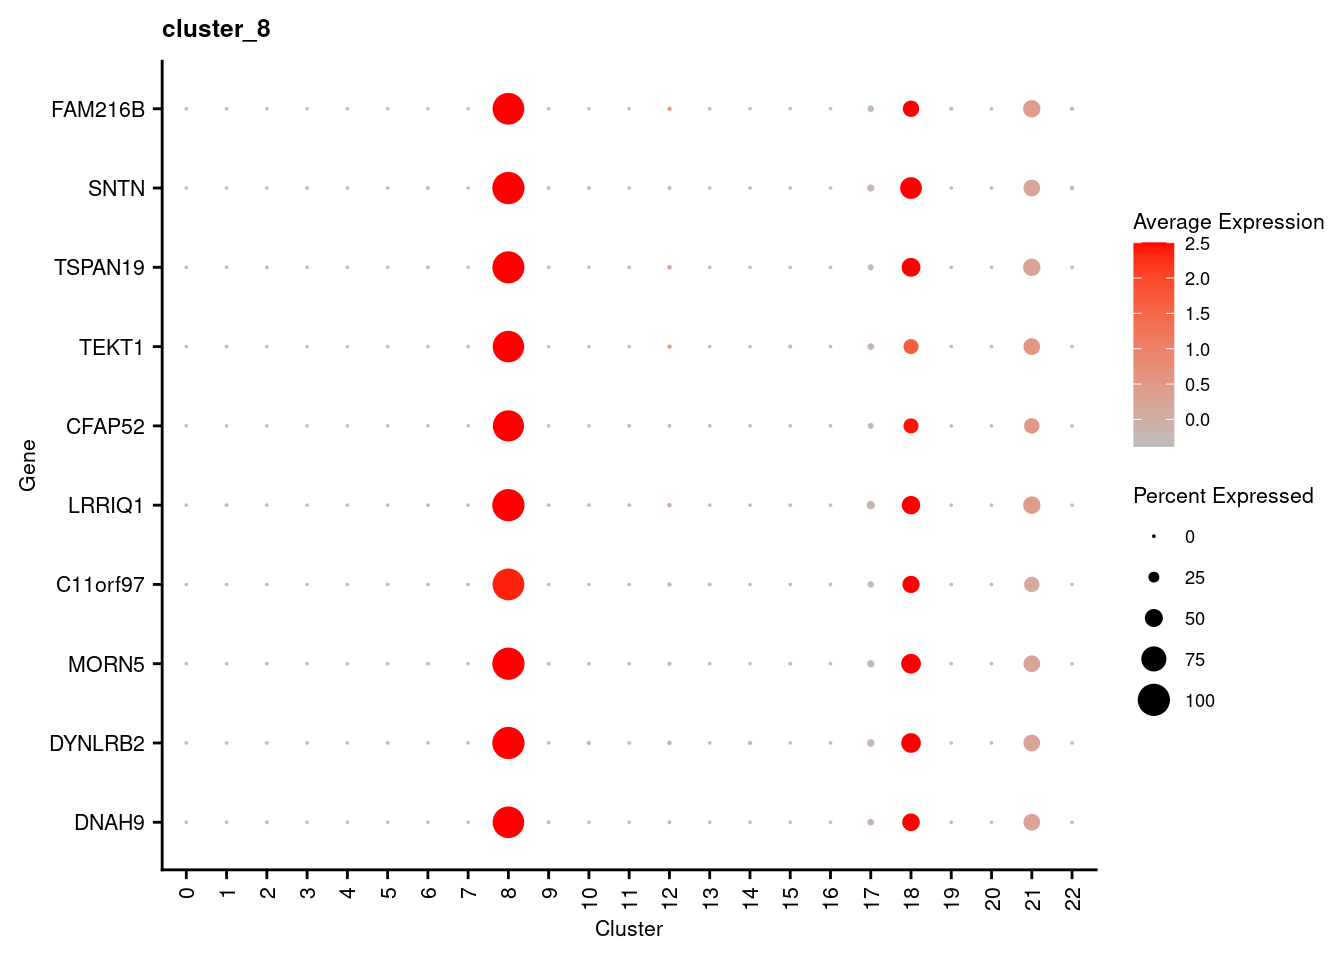 cluster_8
FAM216B
SNTN
TSPAN19
TEKT1
CFAP52
LRRIQ1
C11orf97
MORN5
DYNLRB2
DNAH9
Gene
0 1 2 3 4 5 6 7 8 9 10 11 12 13 14 15 16 17 18 19 20 21 22
Cluster
Average Expression
2.5
2.0
1.5
1.0
0.5
0.0
Percent Expressed
0
25
50
75
100